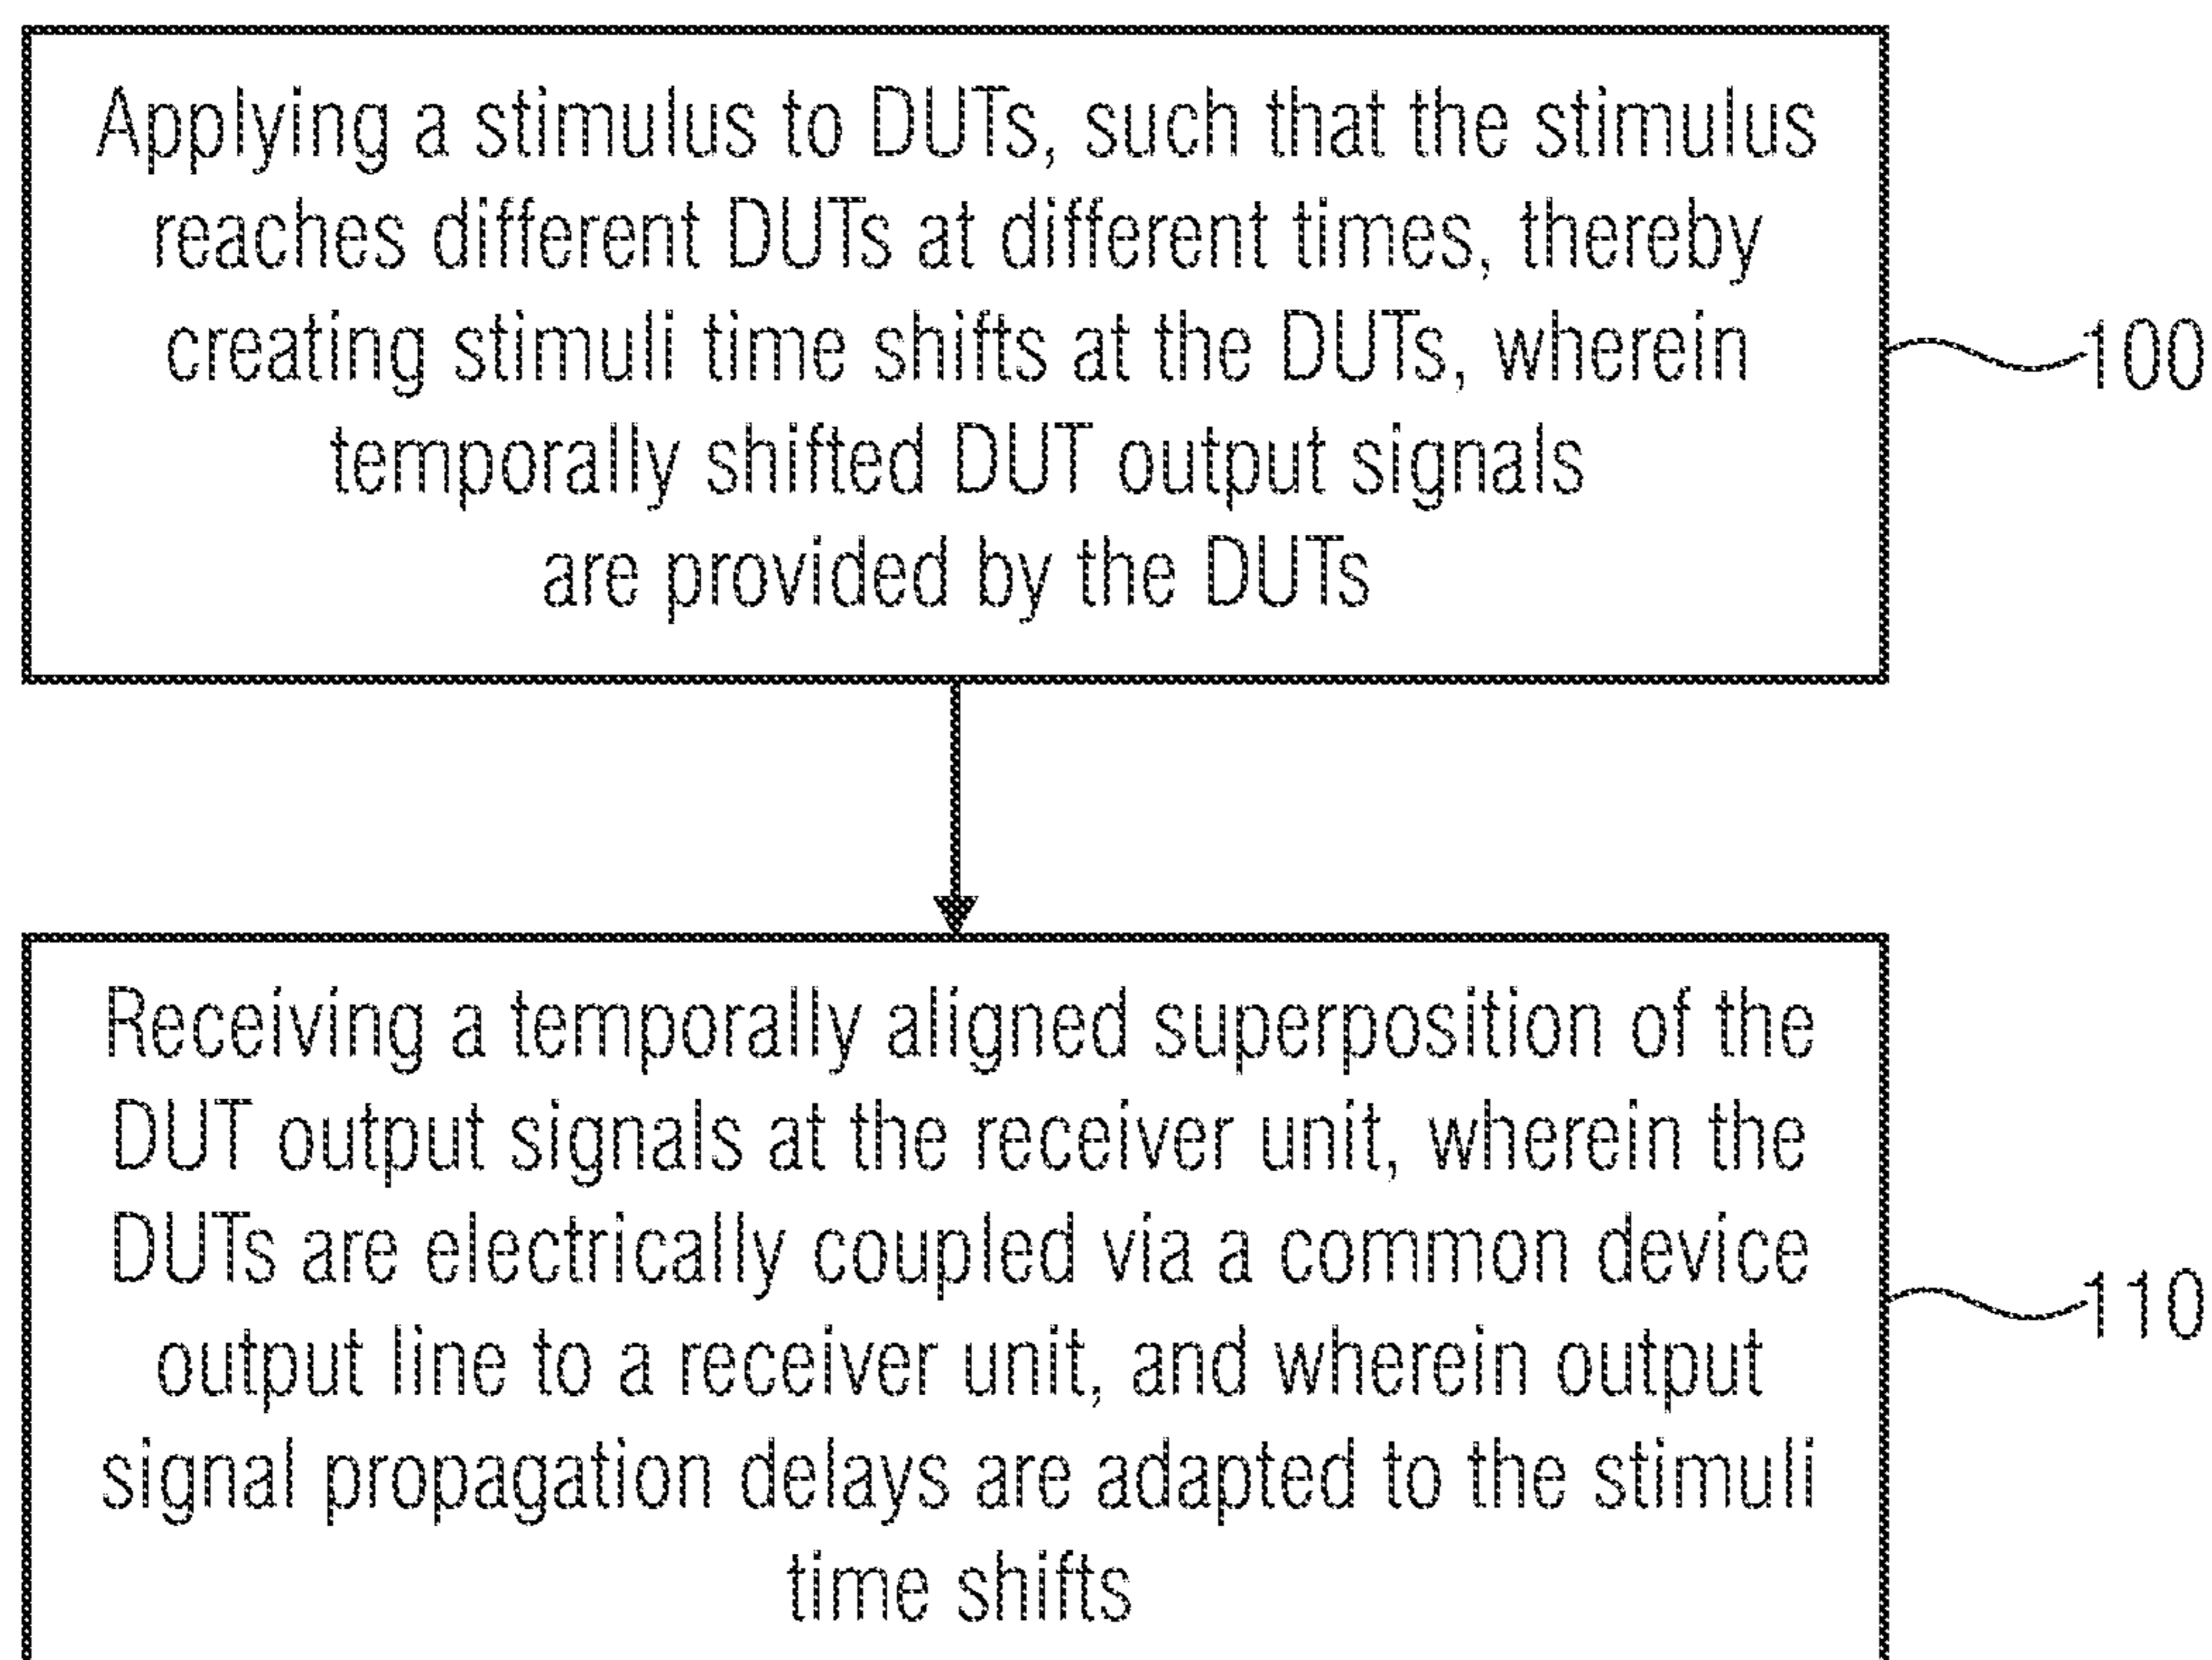 Applying a stimulus to DUTs, such that the stimulus
reaches different DUTs at different times, thereby
creating stimuli time shifts at the DUTs, wherein
temporally shifted DUT output signals
are provided by the DUTs
100
Receiving a temporally aligned superposition of the
DUT output signals at the receiver unit, wherein the
DUTs are electrically coupled via a common device
output line to a receiver unit, and wherein output
signal propagation delays are adapted to the stimuli
time shifts
110